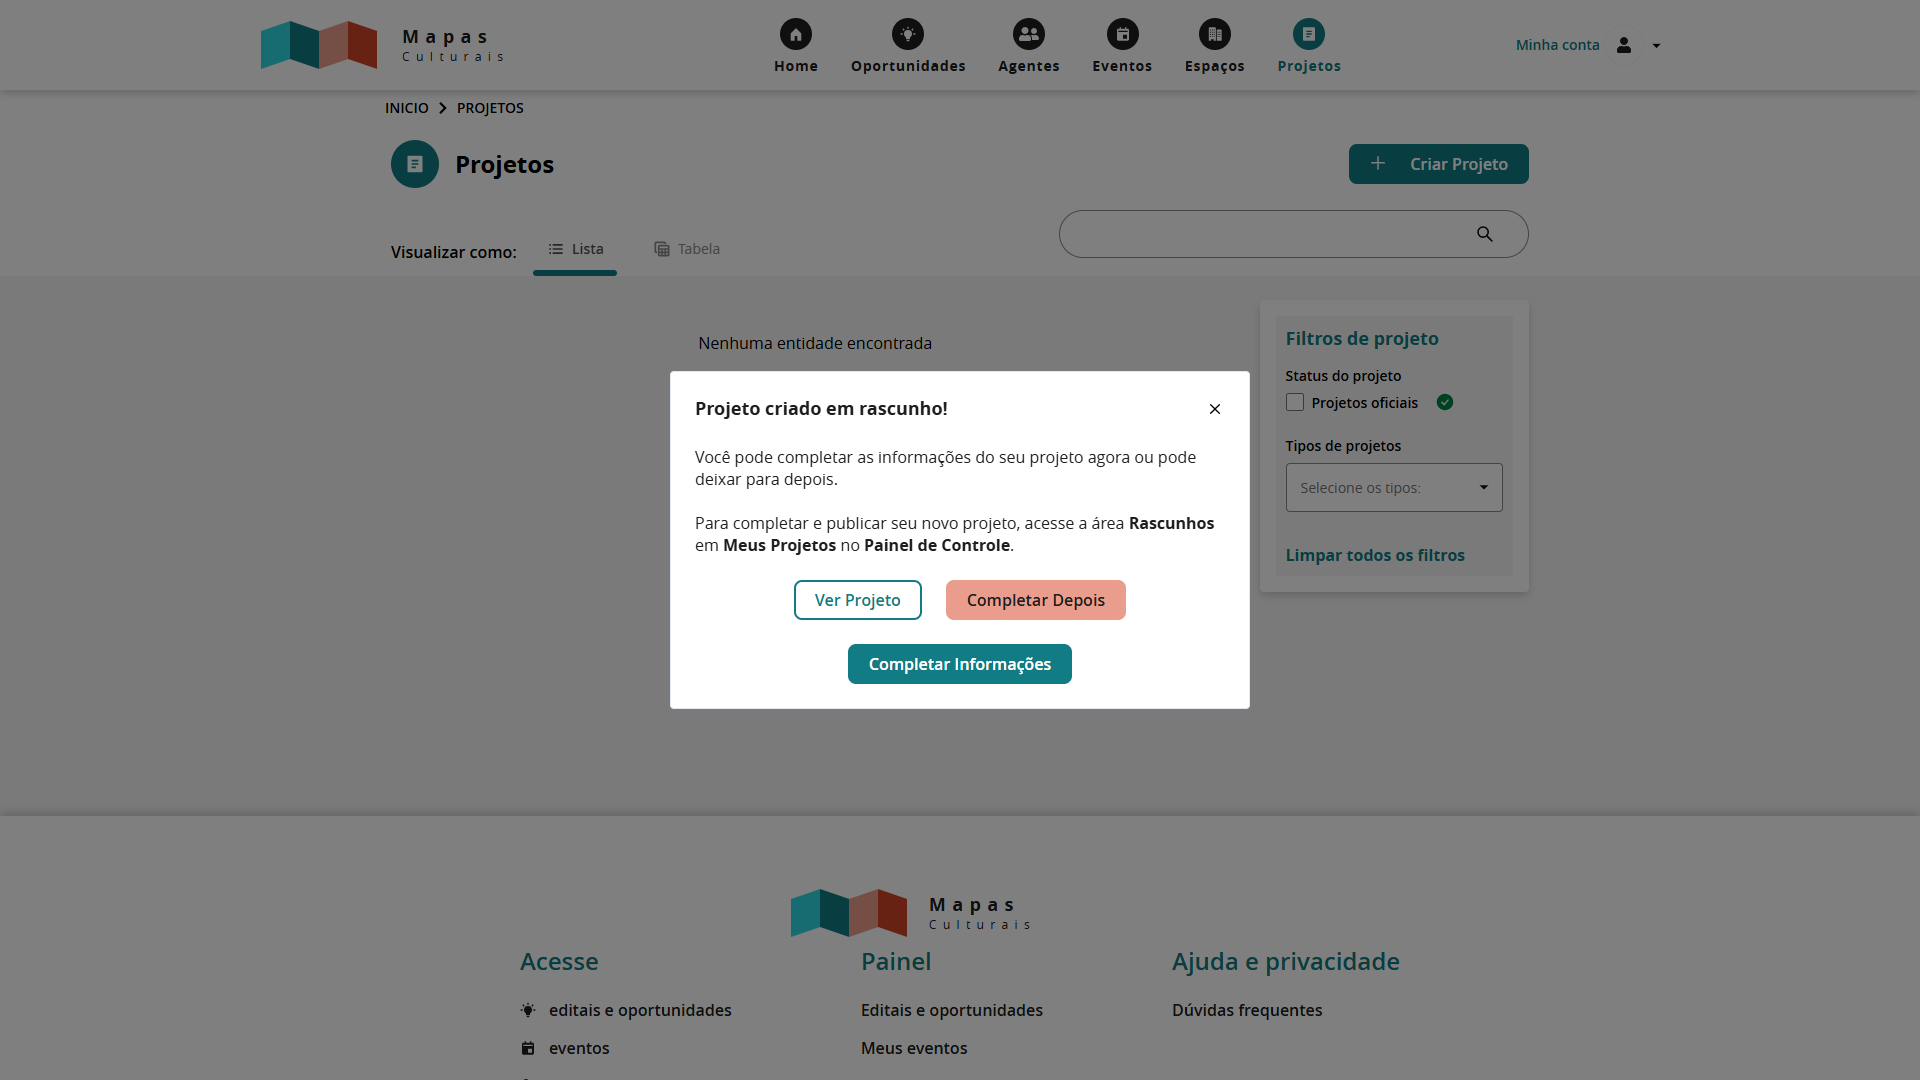 Mapas
Culturais
Home
Oportunidades
Agentes
Eventos
Espaços
Projetos
Minha conta
INICIO
PROJETOS
Projetos
Criar Projeto
Visualizar como:
Lista
Tabela
Nenhuma entidade encontrada
Filtros de projeto
Status do projeto
Projetos oficiais
Tipos de projetos
Selecione os tipos:
Limpar todos os filtros
Projeto criado em rascunho!
Você pode completar as informações do seu projeto agora ou pode
deixar para depois.
Para completar e publicar seu novo projeto, acesse a área Rascunhos
em Meus Projetos no Painel de Controle.
Ver Projeto
Completar Depois
Completar Informações
Mapas
Culturais
Acesse
editais e oportunidades
eventos
Painel
Editais e oportunidades
Meus eventos
Ajuda e privacidade
Dúvidas frequentes